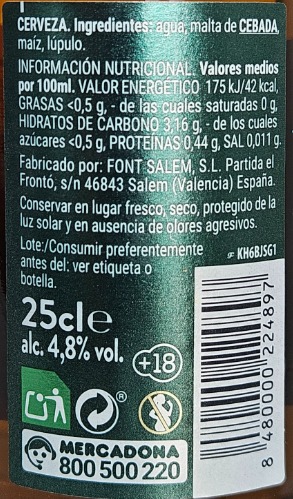 CERVEZA. Ingredientes: agua, malta de CEBADA,
maíz, lúpulo.
INFORMACIÓN NUTRICIONAL. Valores medios
por 100ml. VALOR ENERGÉTICO 175 kJ/42 kcal,
GRASAS <0,5 g, - de las cuales saturadas 0 g,
HIDRATOS DE CARBONO 3,16 g, - de los cuales
azúcares <0,5 g, PROTEÍNAS 0,44 g, SAL 0,011 g.
Fabricado por: FONT SALEM, S.L. Partida el
Frontó, s/n 46843 Salem (Valencia) España.
Conservar en lugar fresco, seco, protegido de la
luz solar y en ausencia de olores agresivos.
Lote:/Consumir preferentemente
antes del: ver etiqueta o
botella.
KH6BJSG1
25cl e
alc. 4,8% vol.
+18
®
MERCADONA
800 500 220
8 480000 224897